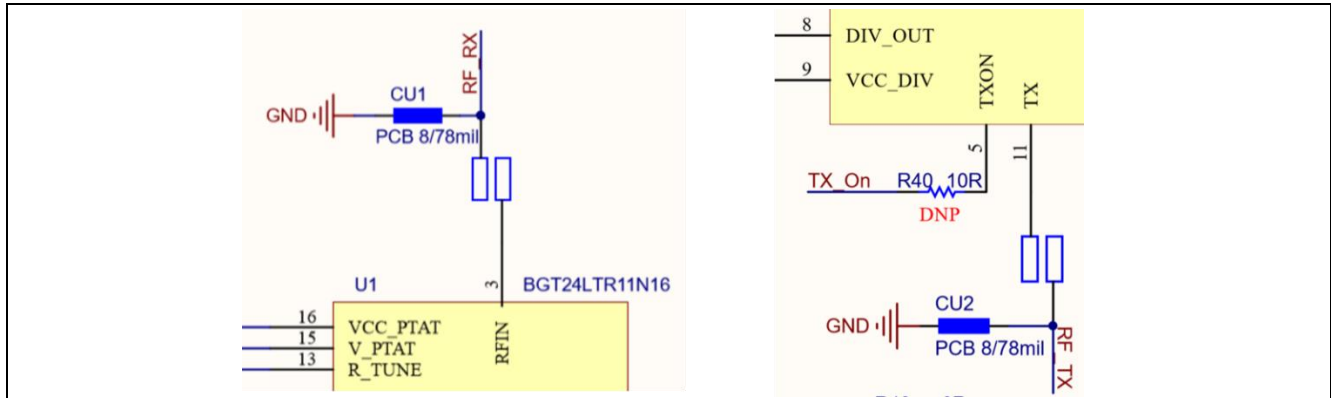 RF_RX
CU1
GND
PCB 8/78mil
U1
3
BGT24LTR11N16
16
VCC_PTAT
15
V_PTAT
13
R_TUNE
RFIN
8
DIV_OUT
9
VCC_DIV
TXON
TX
5
11
TX_On
R40
10R
DNP
CU2
GND
PCB 8/78mil
RF_TX